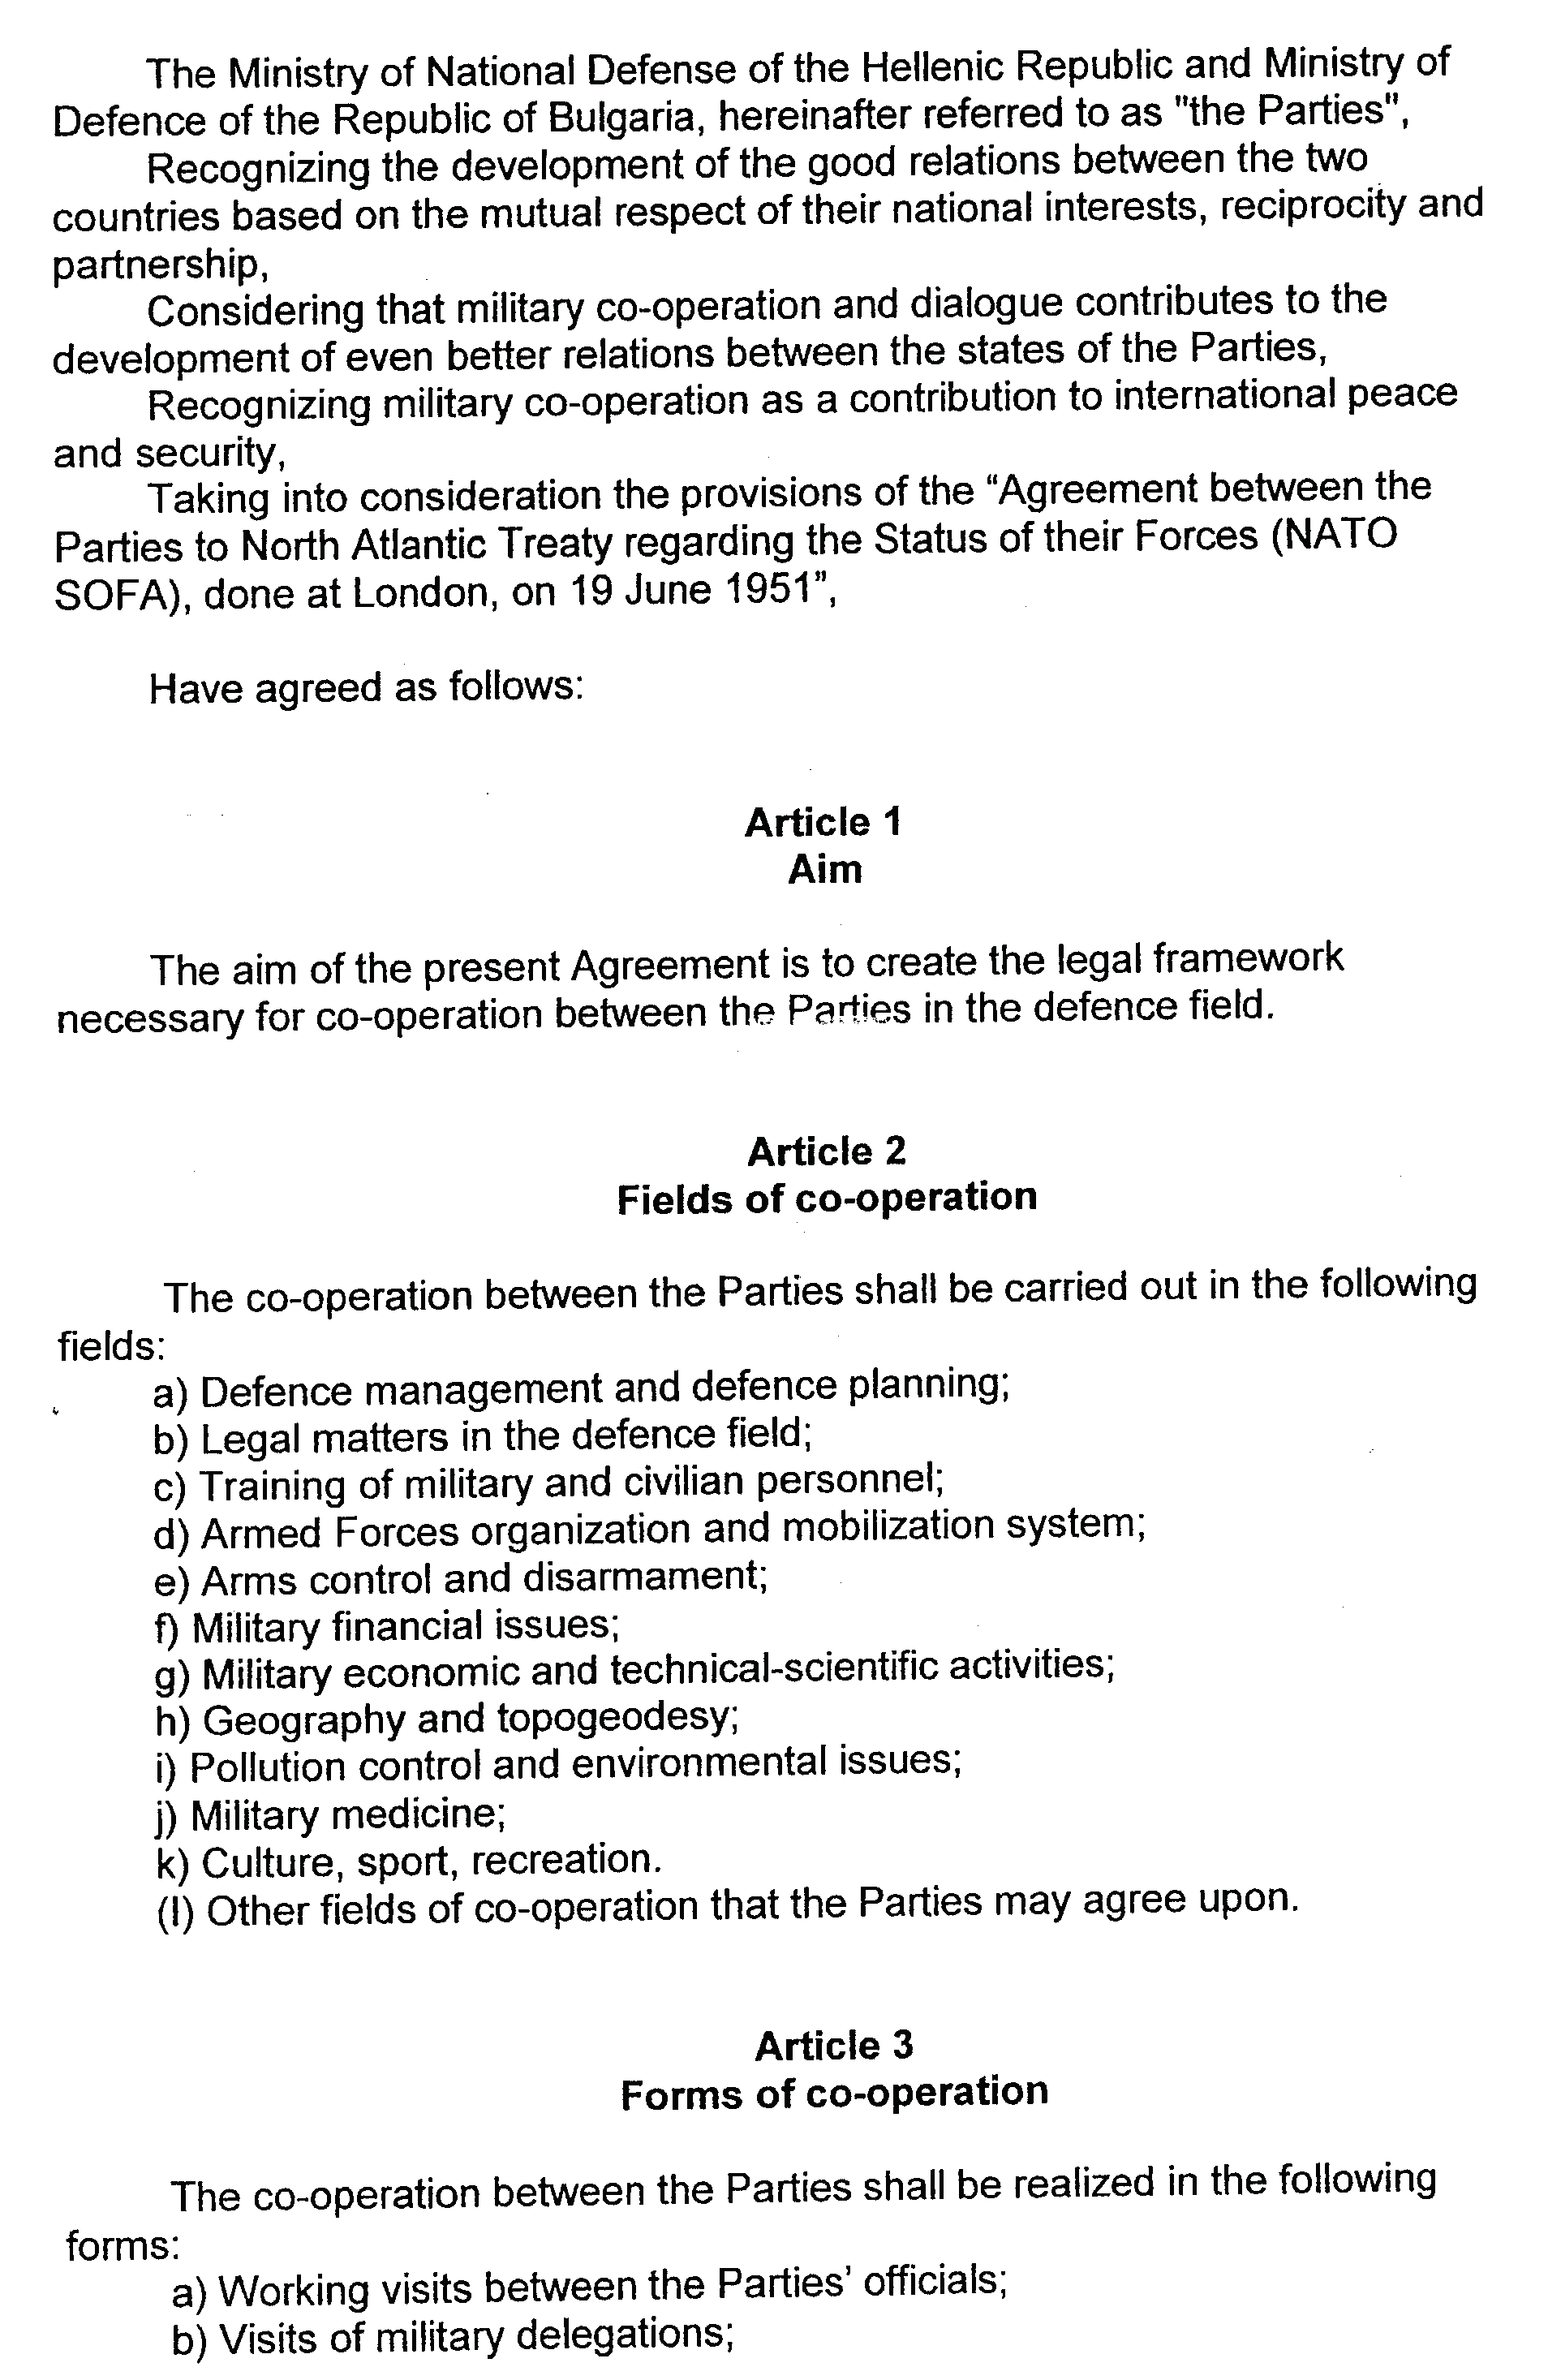 The Ministry of National Defense of the Hellenic Republic and Ministry of
Defence of the Republic of Bulgaria, hereinafter referred to as "the Parties",
Recognizing the development of the good relations between the two
countries based on the mutual respect of their national interests, reciprocity and
partnership,
Considering that military co-operation and dialogue contributes to the
development of even better relations between the states of the Parties,
Recognizing military co-operation as a contribution to international peace
and security,
Taking into consideration the provisions of the “Agreement between the
Parties to North Atlantic Treaty regarding the Status of their Forces (NATO
SOFA), done at London, on 19 June 1951”,
Have agreed as follows:
Article 1
Aim
The aim of the present Agreement is to create the legal framework
necessary for co-operation between the Parties in the defence field.
Article 2
Fields of co-operation
The co-operation between the Parties shall be carried out in the following
fields:
a) Defence management and defence planning;
b) Legal matters in the defence field;
c) Training of military and civilian personnel;
d) Armed Forces organization and mobilization system;
e) Arms control and disarmament;
f) Military financial issues;
g) Military economic and technical-scientific activities;
h) Geography and topogeodesy;
i) Pollution control and environmental issues;
j) Military medicine;
k) Culture, sport, recreation.
(l) Other fields of co-operation that the Parties may agree upon.
Article 3
Forms of co-operation
The co-operation between the Parties shall be realized in the following
forms:
a) Working visits between the Parties’ officials;
b) Visits of military delegations;